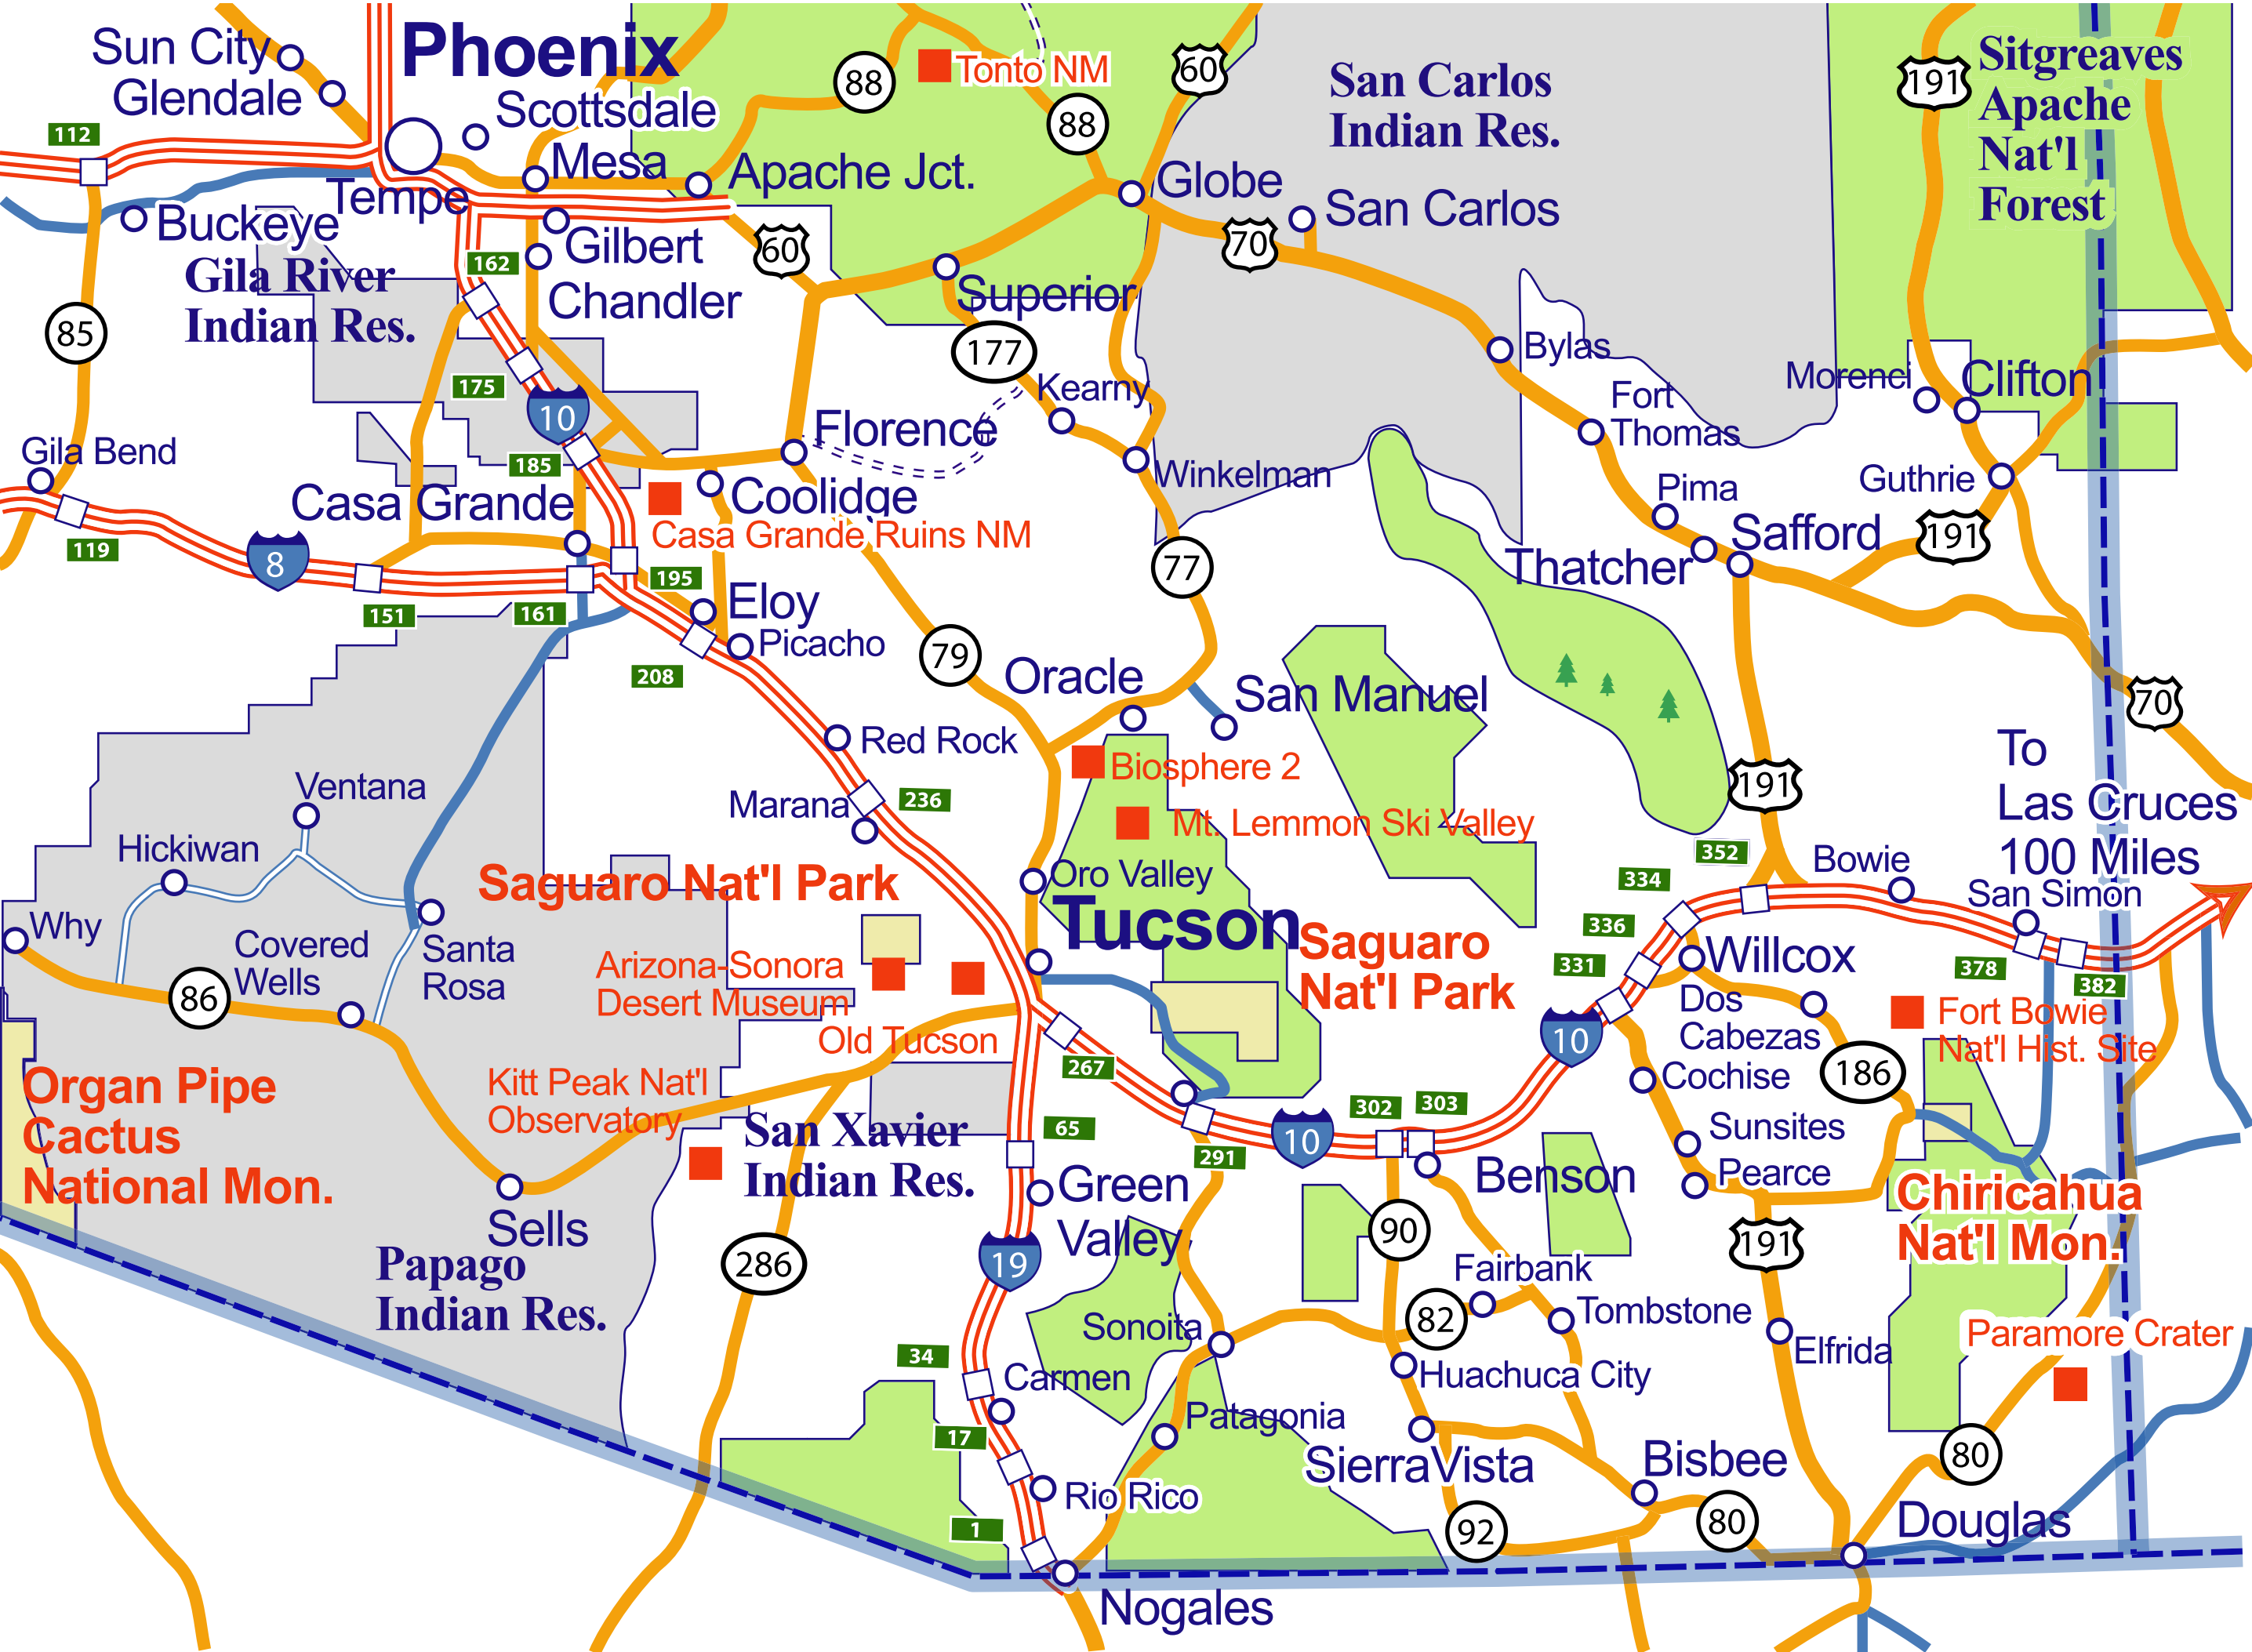 Sun City
Glendale
Phoenix
Scottsdale
Mesa
Tempe
Apache Jct.
Gilbert
Chandler
Buckeye
Gila River
Indian Res.
112
162
85
175
10
185
88
Tonto NM
88
60
San Carlos
Indian Res.
Globe
San Carlos
70
60
Superior
177
Kearny
Winkelman
191
Sitgreaves
Apache
Nat'l
Forest
Bylas
Fort
Thomas
Morenci
Clifton
Guthrie
Pima
191
Safford
Thatcher
Gila Bend
119
8
Casa Grande
151
161
Florence
Coolidge
Casa Grande Ruins NM
195
Eloy
Picacho
208
79
77
Oracle
San Manuel
Red Rock
Biosphere 2
Marana
236
Mt. Lemmon Ski Valley
Oro Valley
Tucson
Saguaro Nat'l Park
Saguaro
Nat'l Park
Arizona-Sonora
Desert Museum
Old Tucson
Kitt Peak Nat'l
Observatory
San Xavier
Indian Res.
Ventana
Hickiwan
Why
Covered
Wells
Santa
Rosa
86
Organ Pipe
Cactus
National Mon.
Sells
Papago
Indian Res.
286
70
To
Las Cruces
100 Miles
191
352
334
336
331
Bowie
San Simon
378
382
Willcox
Dos
Cabezas
Fort Bowie
Nat'l Hist. Site
186
Cochise
Sunsites
Pearce
10
267
10
302
303
291
65
Green
Valley
19
Benson
90
191
Chiricahua
Nat'l Mon.
Fairbank
82
Tombstone
Sonoita
Huachuca City
Elfrida
Paramore Crater
34
Carmen
17
Patagonia
Sierra Vista
Rio Rico
1
92
Bisbee
80
80
Douglas
Nogales